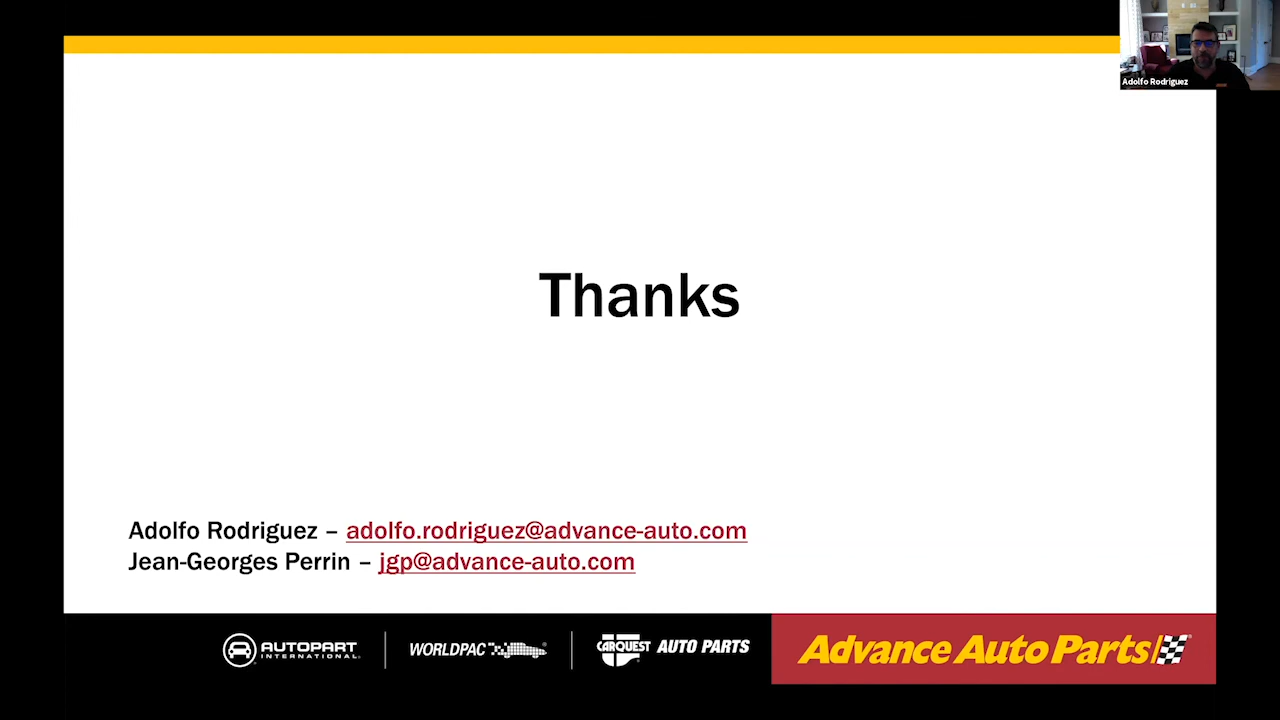 Adolfo Rodriguez
Thanks
Adolfo Rodriguez – adolfo.rodriguez@advance-auto.com
Jean-Georges Perrin – jgp@advance-auto.com
AUTOPART
INTERNATIONAL
WORLDPAC
CARQUEST AUTO PARTS
Advance Auto Parts